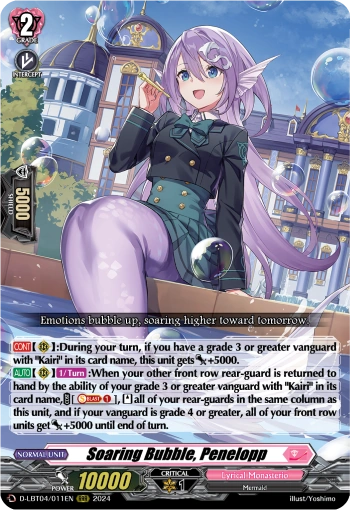 2
GRADE
INTERCEPT
5000
SHIELD
Emotions bubble up, soaring higher toward tomorrow!
CONT [RC]:During your turn, if you have a grade 3 or greater vanguard
with "Kairi" in its card name, this unit gets +5000.
AUTO 1/Turn :When your other front row rear-guard is returned to
hand by the ability of your grade 3 or greater vanguard with "Kairi" in its
card name, [BLAST 1], all of your rear-guards in the same column as
this unit, and if your vanguard is grade 4 or greater, all of your front row
units get +5000 until end of turn.
NORMAL UNIT
Soaring Bubble, Penelopp
POWER 10000
CRITICAL
1
Lyrical Monasterio
Mermaid
D-LBT04/011EN RRR 2024
illust/Yoshimo